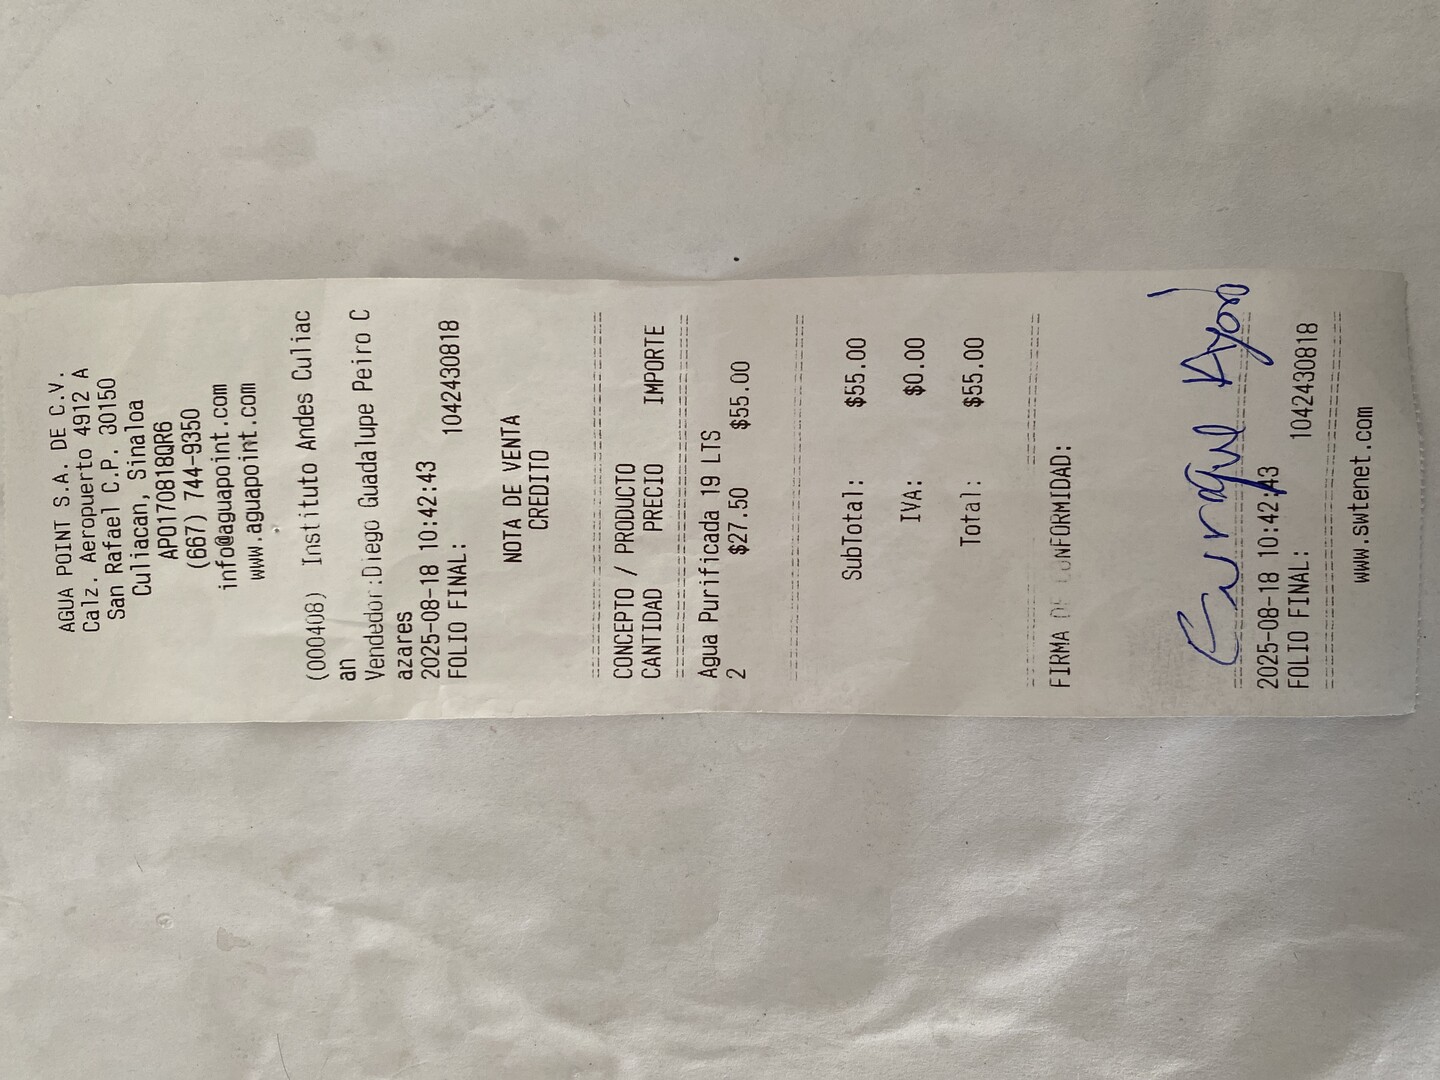 AGUA POINT S.A. DE C.V.
Calz. Aeropuerto 4912 A
San Rafael C.P. 30150
Culiacan, Sinaloa
APO170818QR6
(667) 744-9350
info@aguapoint.com
www.aguapoint.com
(000408) Instituto Andes Culiac
an
Vendedor:Diego Guadalupe Peiro C
azares
2025-08-18 10:42:43
FOLIO FINAL: 1042430818
NOTA DE VENTA
CREDITO
CONCEPTO / PRODUCTO
CANTIDAD PRECIO IMPORTE
Agua Purificada 19 LTS
2 $27.50 $55.00
SubTotal: $55.00
IVA: $0.00
Total: $55.00
FIRMA DE CONFORMIDAD:
2025-08-18 10:42:43
FOLIO FINAL: 1042430818
www.swtenet.com